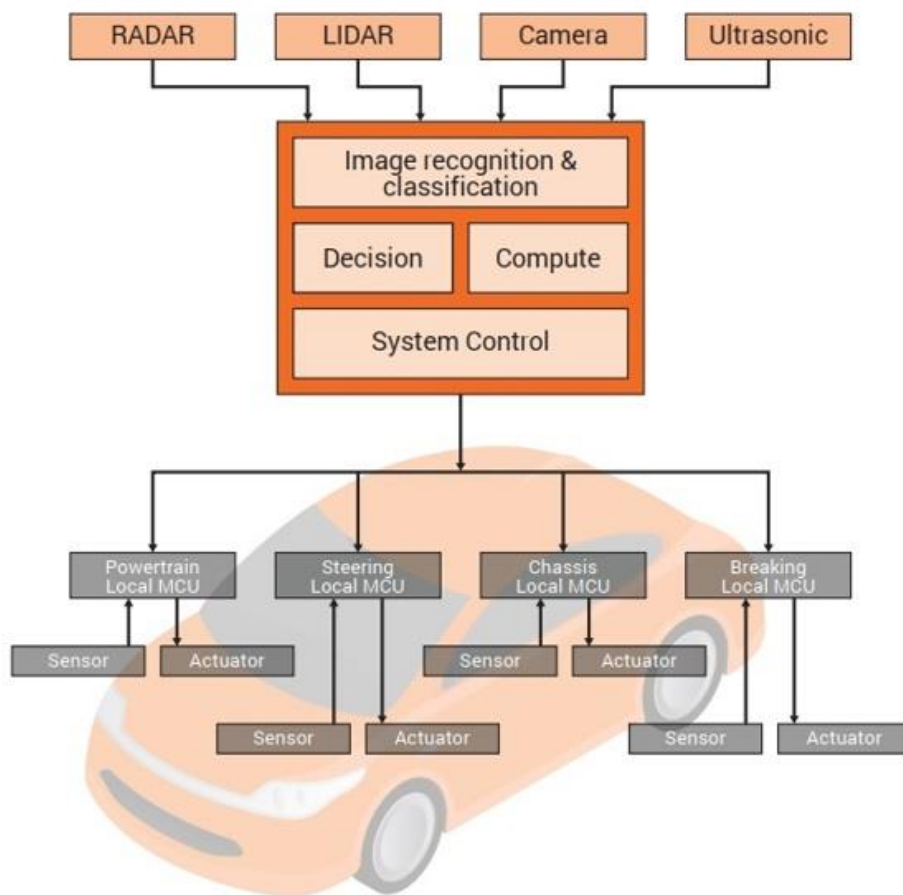 RADAR
LIDAR
Camera
Ultrasonic
Image recognition &
classification
Decision
Compute
System Control
Powertrain
Local MCU
Steering
Local MCU
Chassis
Local MCU
Breaking
Local MCU
Sensor
Actuator
Sensor
Actuator
Sensor
Actuator
Sensor
Actuator